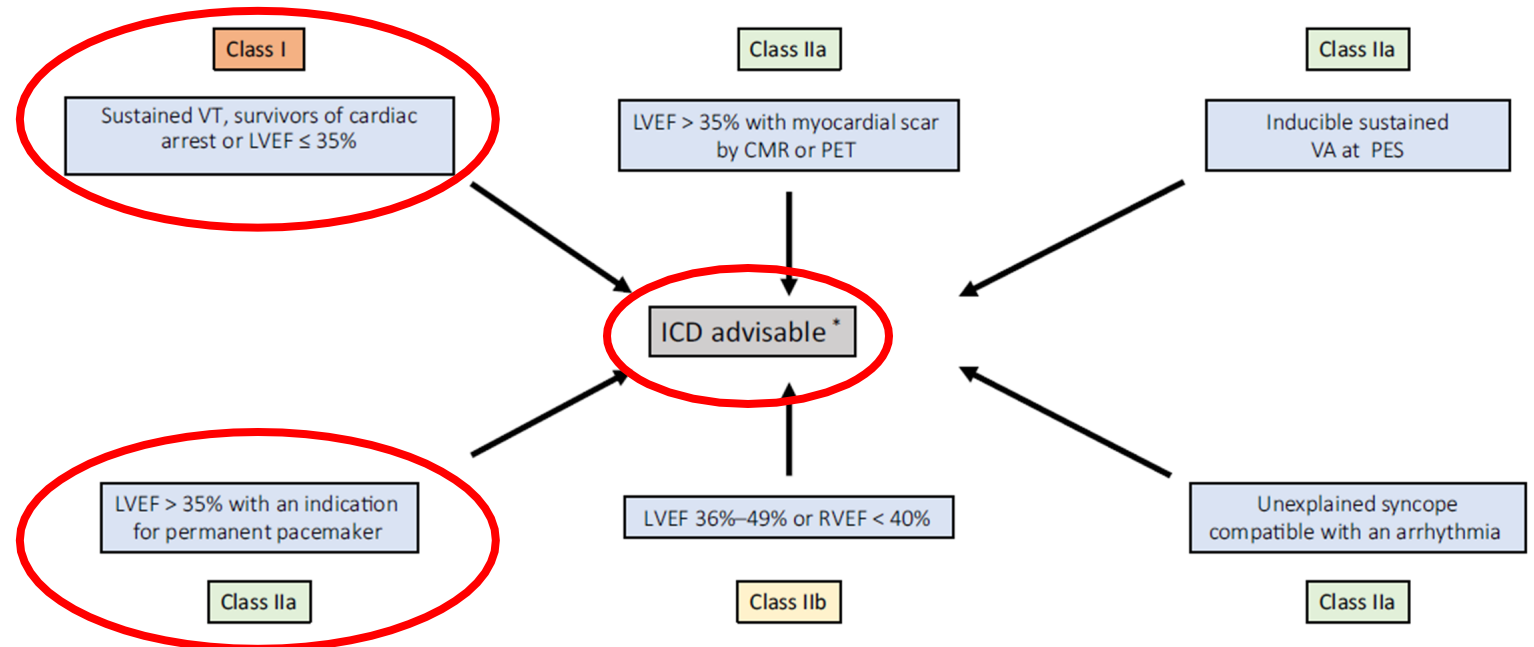 Class I
Sustained VT, survivors of cardiac
arrest or LVEF ≤ 35%
Class IIa
LVEF > 35% with myocardial scar
by CMR or PET
Class IIa
Inducible sustained
VA at PES
ICD advisable *
LVEF > 35% with an indication
for permanent pacemaker
Class IIa
LVEF 36%–49% or RVEF < 40%
Class IIb
Unexplained syncope
compatible with an arrhythmia
Class IIa